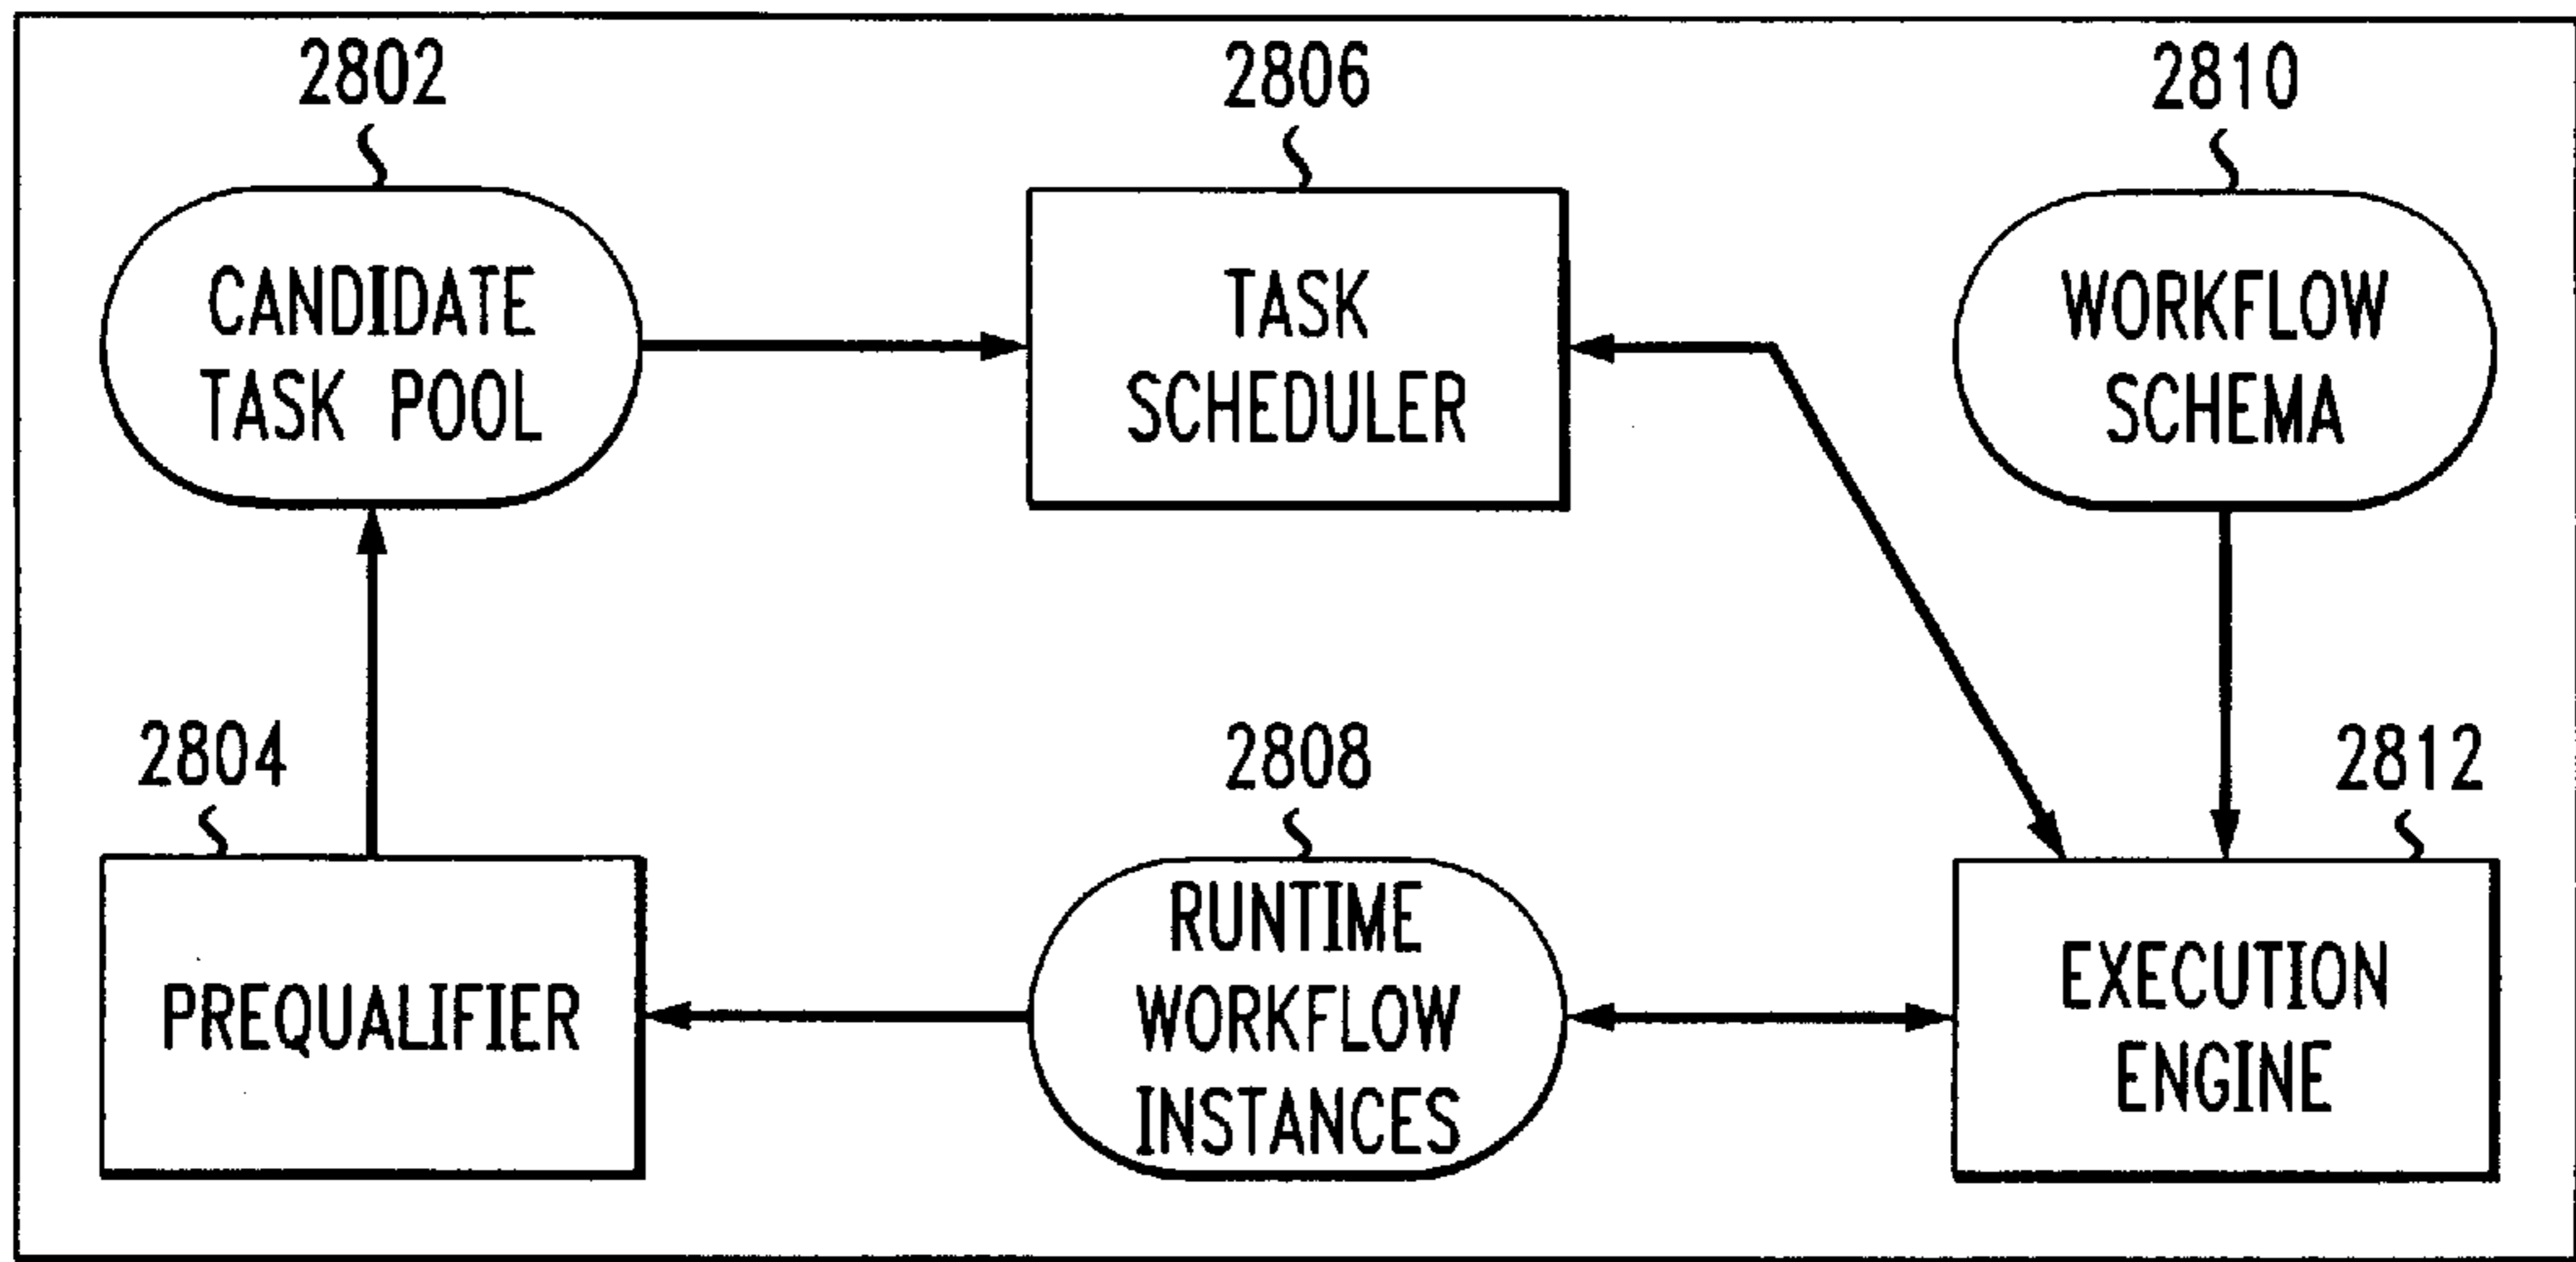 2802
2806
2810
CANDIDATE
TASK POOL
TASK
SCHEDULER
WORKFLOW
SCHEMA
2804
2808
2812
PREQUALIFIER
RUNTIME
WORKFLOW
INSTANCES
EXECUTION
ENGINE